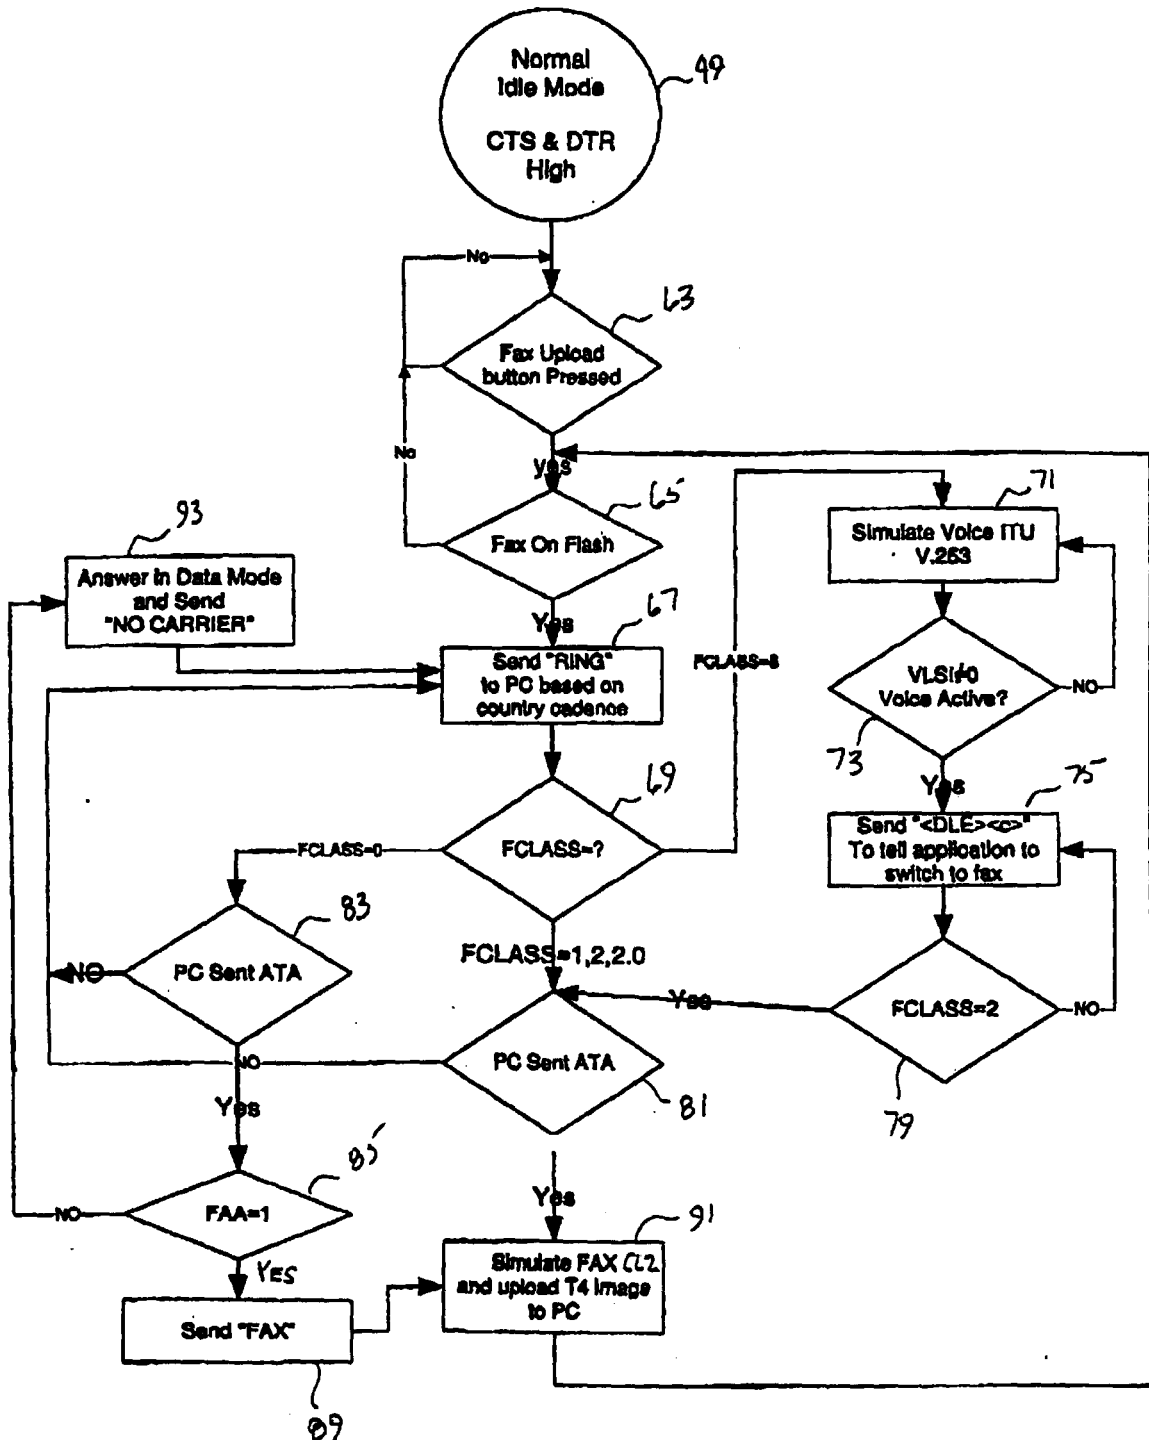 Normal
Idle Mode
CTS & DTR
High
49
No
63
Fax Upload
button Pressed
No
yes
65
Fax On Flash
71
Simulate Voice ITU
V.253
93
Answer in Data Mode
and Send
"NO CARRIER"
Yes
67
Send "RING"
to PC based on
country cadence
FCLASS=8
VLSI≠0
Voice Active?
NO
73
Yes
75
69
FCLASS=?
FCLASS=0
Send "<DLE><c>"
To tell application to
switch to fax
83
PC Sent ATA
NO
FCLASS=1,2,2.0
Yes
FCLASS=2
NO
79
NO
PC Sent ATA
81
Yes
85
FAA=1
NO
YES
Yes
91
Simulate FAX CL2
and upload T4 Image
to PC
Send "FAX"
89